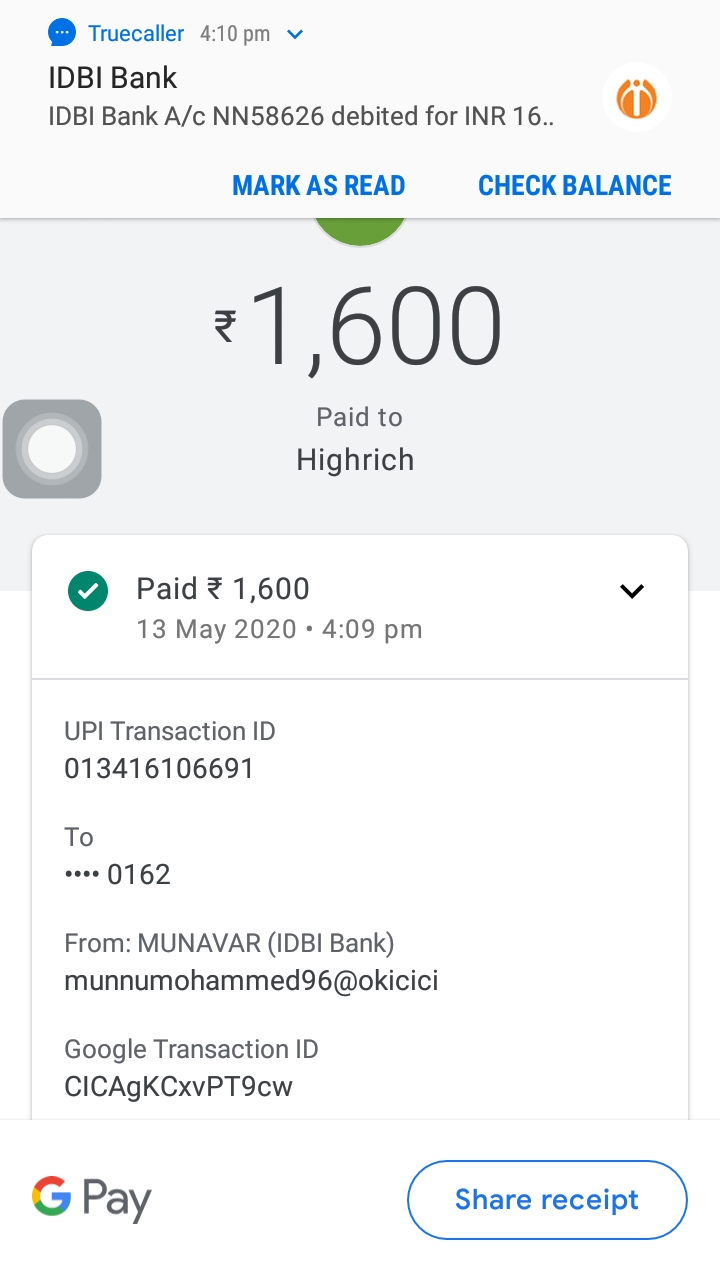 Truecaller 4:10 pm
IDBI Bank
IDBI Bank A/c NN58626 debited for INR 16..
MARK AS READ CHECK BALANCE
₹1,600
Paid to
Highrich
Paid ₹ 1,600
13 May 2020 • 4:09 pm
UPI Transaction ID
013416106691
To
•••• 0162
From: MUNAVAR (IDBI Bank)
munnumohammed96@okicici
Google Transaction ID
CICAgKCxvPT9cw
G Pay
Share receipt